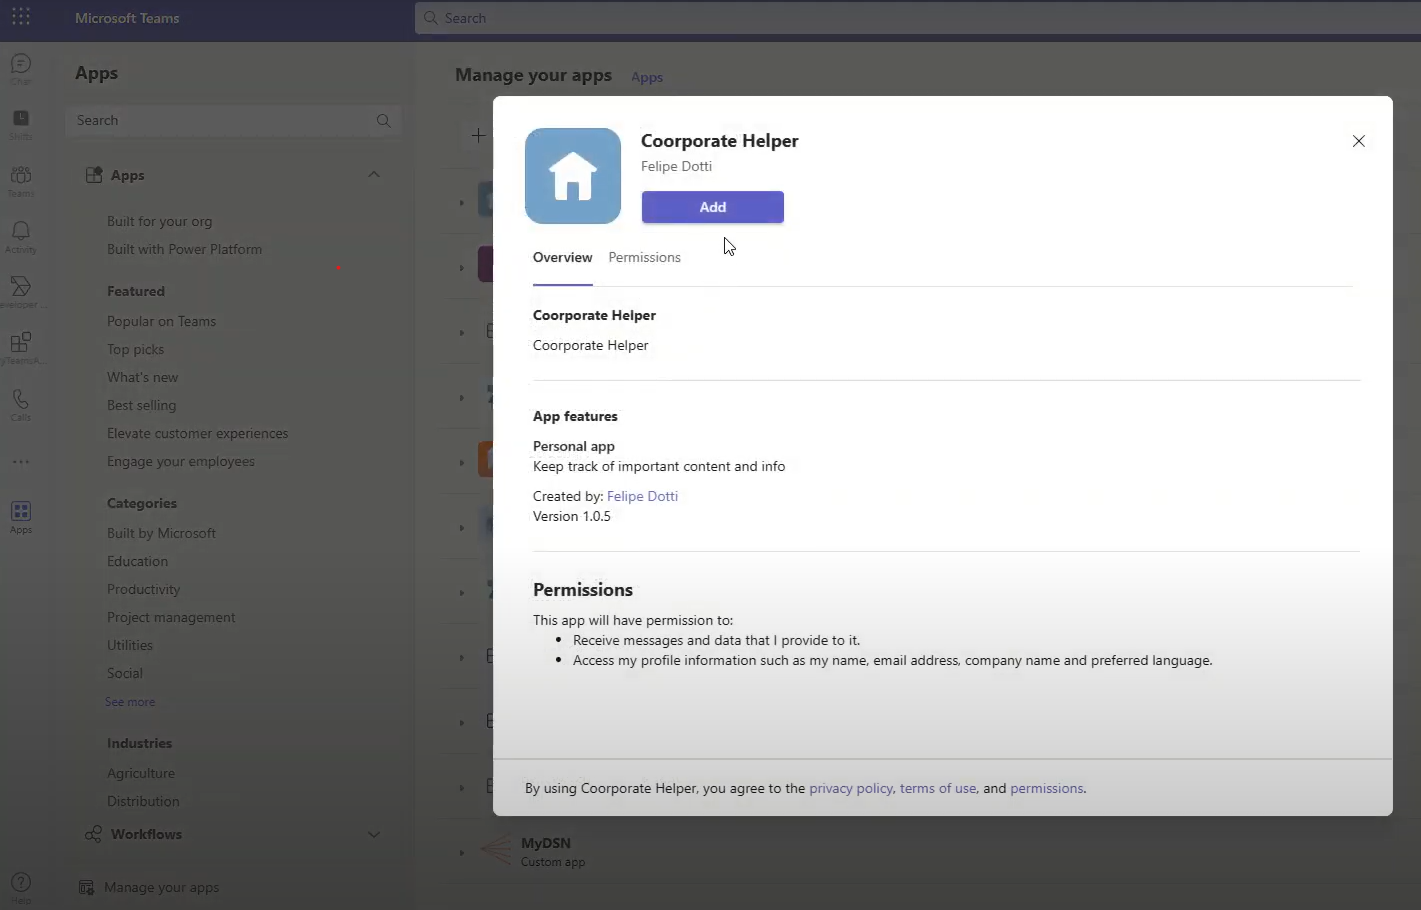 Microsoft Teams
Search
Chat
Shifts
Teams
Activity
Calls
Apps
Help
Apps
Search
Apps
Built for your org
Built with Power Platform
Featured
Popular on Teams
Top picks
What's new
Best selling
Elevate customer experiences
Engage your employees
Categories
Built by Microsoft
Education
Productivity
Project management
Utilities
Social
See more
Industries
Agriculture
Distribution
Workflows
Manage your apps
Manage your apps Apps
Coorporate Helper
Felipe Dotti
Add
Overview Permissions
Coorporate Helper
Coorporate Helper
App features
Personal app
Keep track of important content and info
Created by: Felipe Dotti
Version 1.0.5
Permissions
This app will have permission to:
• Receive messages and data that I provide to it.
• Access my profile information such as my name, email address, company name and preferred language.
By using Coorporate Helper, you agree to the privacy policy, terms of use, and permissions.
MyDSN
Custom app